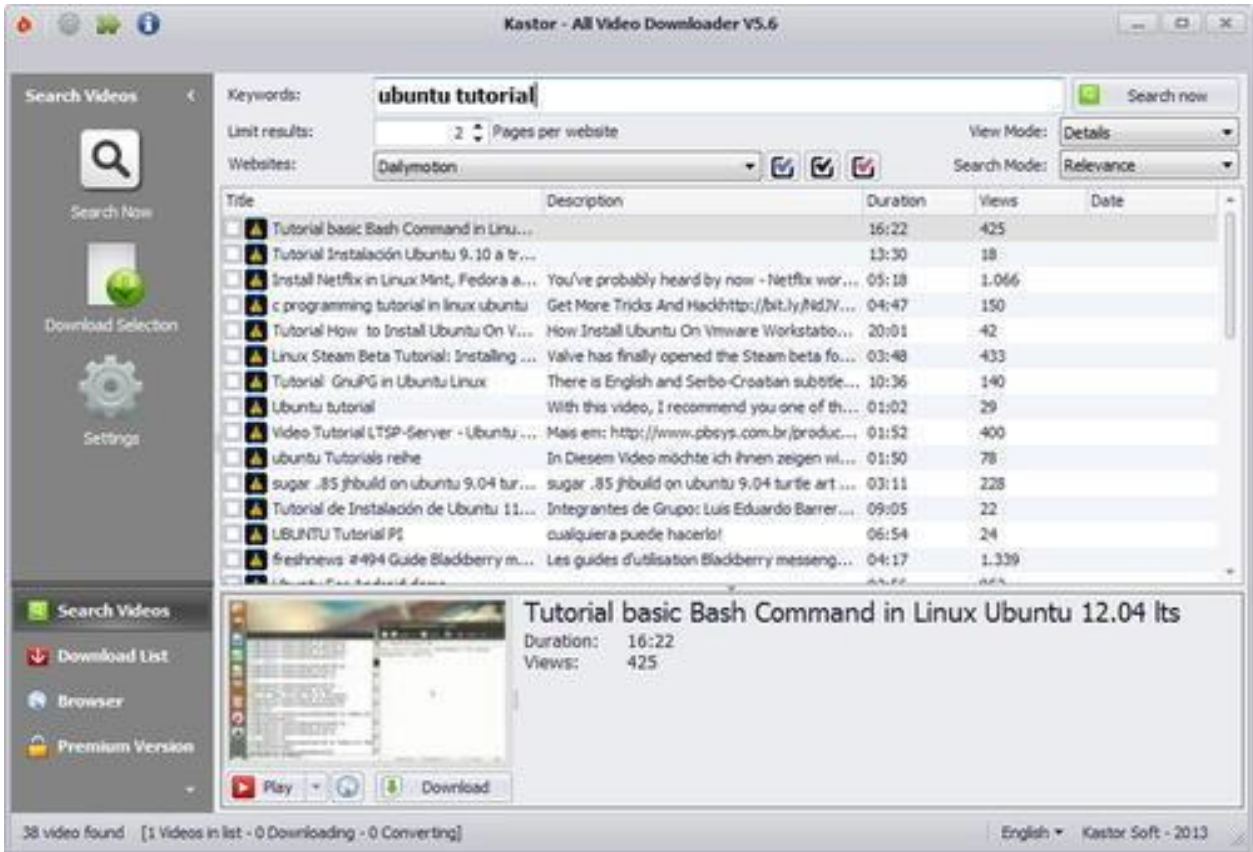 Kastor - All Video Downloader V5.6
Search Videos
Keywords: ubuntu tutorial Search now
Limit results: 2 Pages per website View Mode: Details
Websites: Dailymotion Search Mode: Relevance
Search Now
Download Selection
Settings
Title Description Duration Views Date
Tutorial basic Bash Command in Linu... 16:22 425
Tutorial Instalación Ubuntu 9.10 a tr... 13:30 18
Install Netflix in Linux Mint, Fedora a... You've probably heard by now - Netflix wor... 05:18 1.066
c programming tutorial in linux ubuntu Get More Tricks And Hackhttp://bit.ly/NdJV... 04:47 150
Tutorial How to Install Ubuntu On V... How Install Ubuntu On Vmware Workstatio... 20:01 42
Linux Steam Beta Tutorial: Installing ... Valve has finally opened the Steam beta fo... 03:48 433
Tutorial GnuPG in Ubuntu Linux There is English and Serbo-Croatian subtitle... 10:36 140
Ubuntu tutorial With this video, I recommend you one of th... 01:02 29
Video Tutorial LTSP-Server - Ubuntu ... Mais em: http://www.pbsys.com.br/produc... 01:52 400
ubuntu Tutorials reihe In Diesem Video möchte ich ihnen zeigen wi... 01:50 78
sugar .85 jhbuild on ubuntu 9.04 tur... sugar .85 jhbuild on ubuntu 9.04 turtle art ... 03:11 228
Tutorial de Instalación de Ubuntu 11... Integrantes de Grupo: Luis Eduardo Barrer... 09:05 22
UBUNTU Tutorial PI cualquiera puede hacerlo! 06:54 24
freshnews #494 Guide Blackberry m... Les guides d'utilisation Blackberry messeng... 04:17 1.339
Search Videos
Download List
Browser
Premium Version
Tutorial basic Bash Command in Linux Ubuntu 12.04 lts
Duration: 16:22
Views: 425
Play Download
38 video found [1 Videos in list - 0 Downloading - 0 Converting] English Kastor Soft - 2013